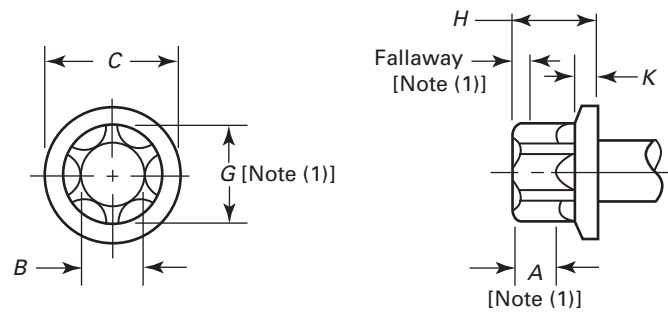 H
C
Fallaway
K
[Note (1)]
G [Note (1)]
B
A
[Note (1)]